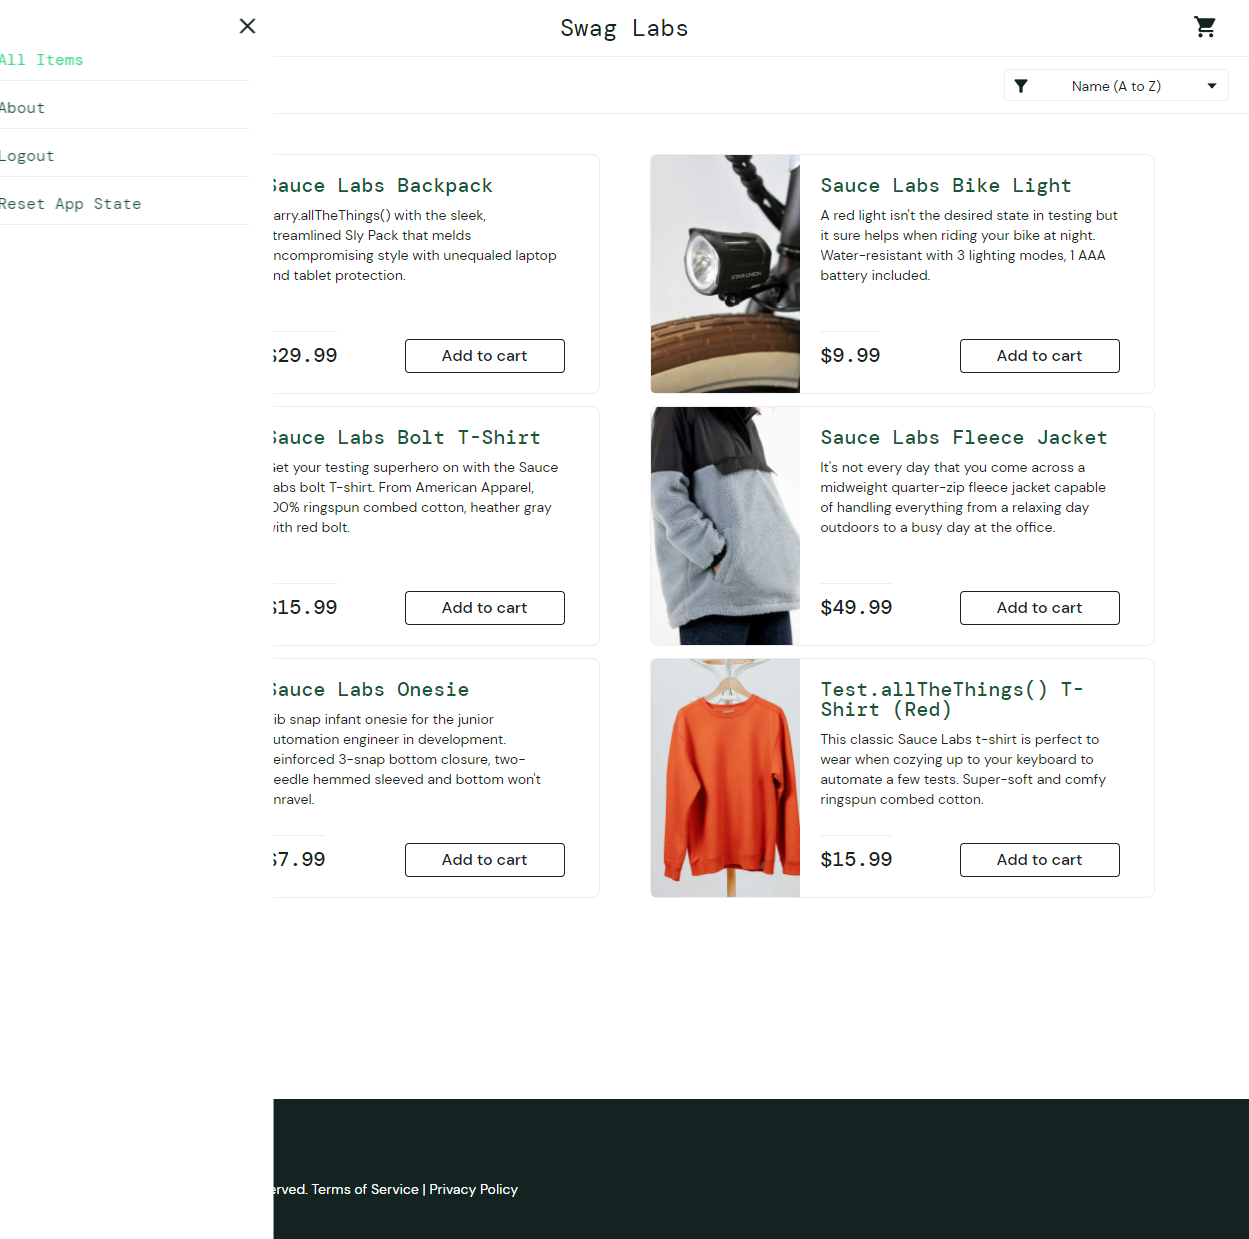 All Items
About
Logout
Reset App State
Swag Labs
Name (A to Z)
Sauce Labs Backpack
arry.allTheThings() with the sleek,
treamlined Sly Pack that melds
ncompromising style with unequaled laptop
nd tablet protection.
$29.99
Add to cart
Sauce Labs Bike Light
A red light isn't the desired state in testing but
it sure helps when riding your bike at night.
Water-resistant with 3 lighting modes, 1 AAA
battery included.
$9.99
Add to cart
Sauce Labs Bolt T-Shirt
Get your testing superhero on with the Sauce
abs bolt T-shirt. From American Apparel,
00% ringspun combed cotton, heather gray
with red bolt.
$15.99
Add to cart
Sauce Labs Fleece Jacket
It's not every day that you come across a
midweight quarter-zip fleece jacket capable
of handling everything from a relaxing day
outdoors to a busy day at the office.
$49.99
Add to cart
Sauce Labs Onesie
ib snap infant onesie for the junior
utomation engineer in development.
einforced 3-snap bottom closure, two-
eedle hemmed sleeved and bottom won't
nravel.
$7.99
Add to cart
Test.allTheThings() T-
Shirt (Red)
This classic Sauce Labs t-shirt is perfect to
wear when cozying up to your keyboard to
automate a few tests. Super-soft and comfy
ringspun combed cotton.
$15.99
Add to cart
erved. Terms of Service | Privacy Policy